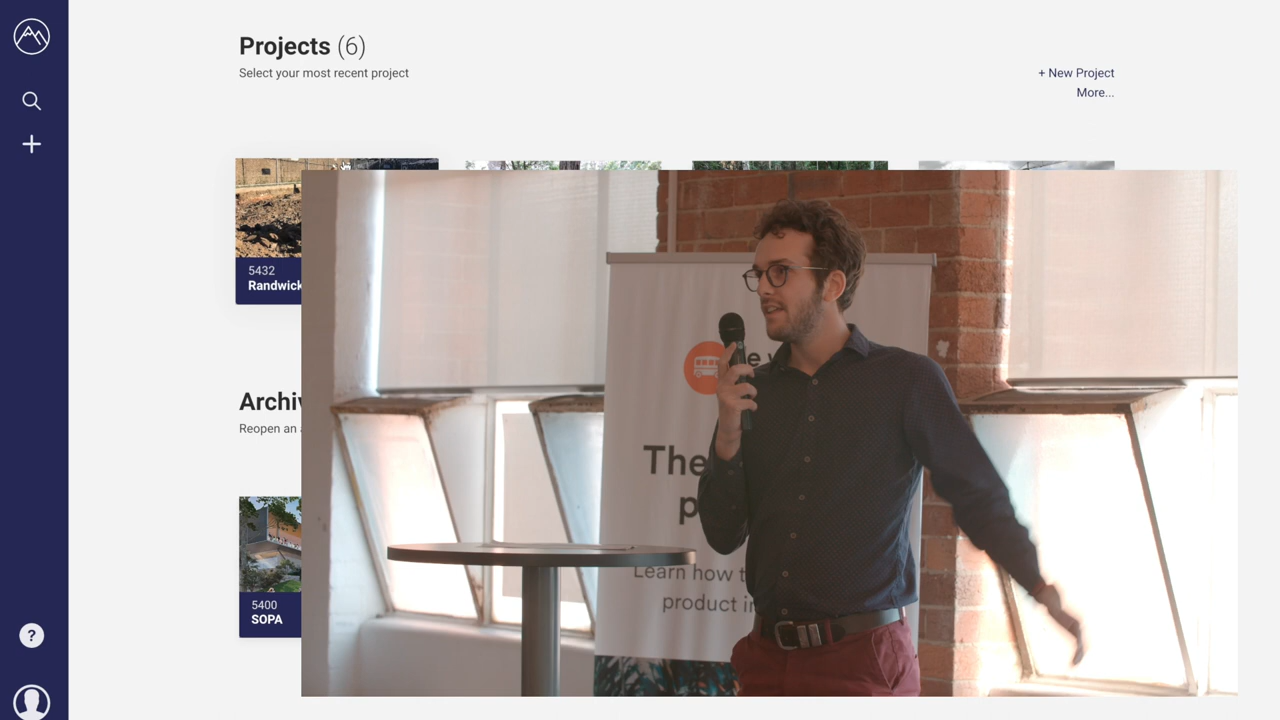 Projects (6)
Select your most recent project
+ New Project
More...
5432
Randwick
Archiv
Reopen an
5400
SOPA
?
The
p
Learn how t
product in